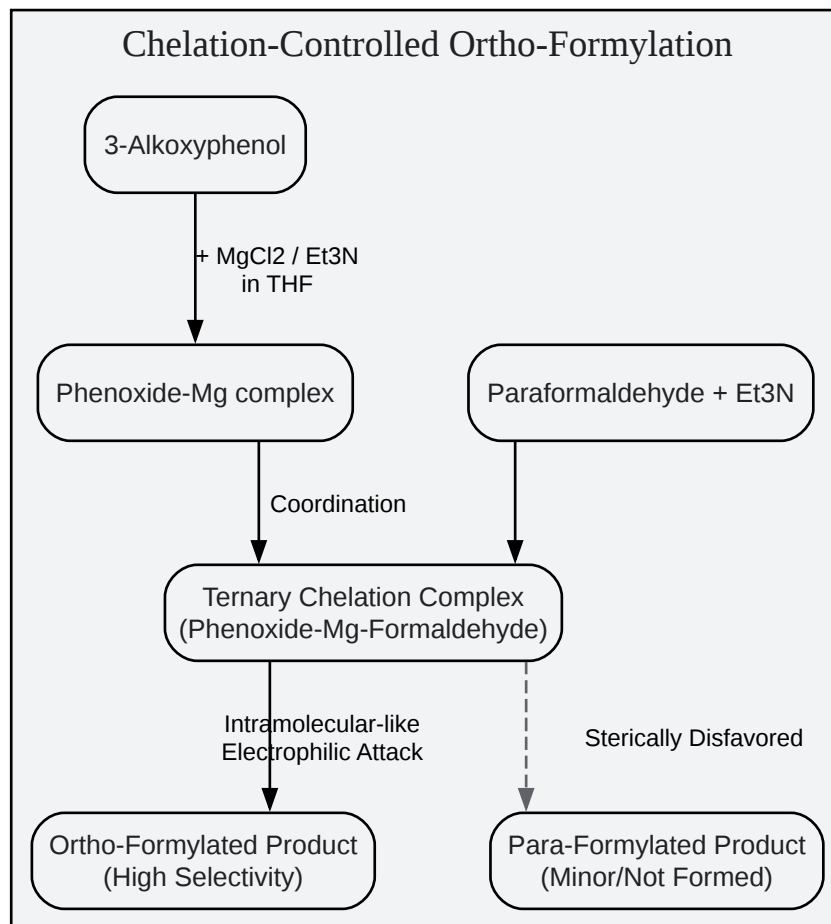 Chelation-Controlled Ortho-Formylation
3-Alkoxyphenol
+ MgCl2 / Et3N
in THF
Phenoxide-Mg complex
Paraformaldehyde + Et3N
Coordination
Ternary Chelation Complex
(Phenoxide-Mg-Formaldehyde)
Intramolecular-like
Electrophilic Attack
Sterically Disfavored
Ortho-Formylated Product
(High Selectivity)
Para-Formylated Product
(Minor/Not Formed)